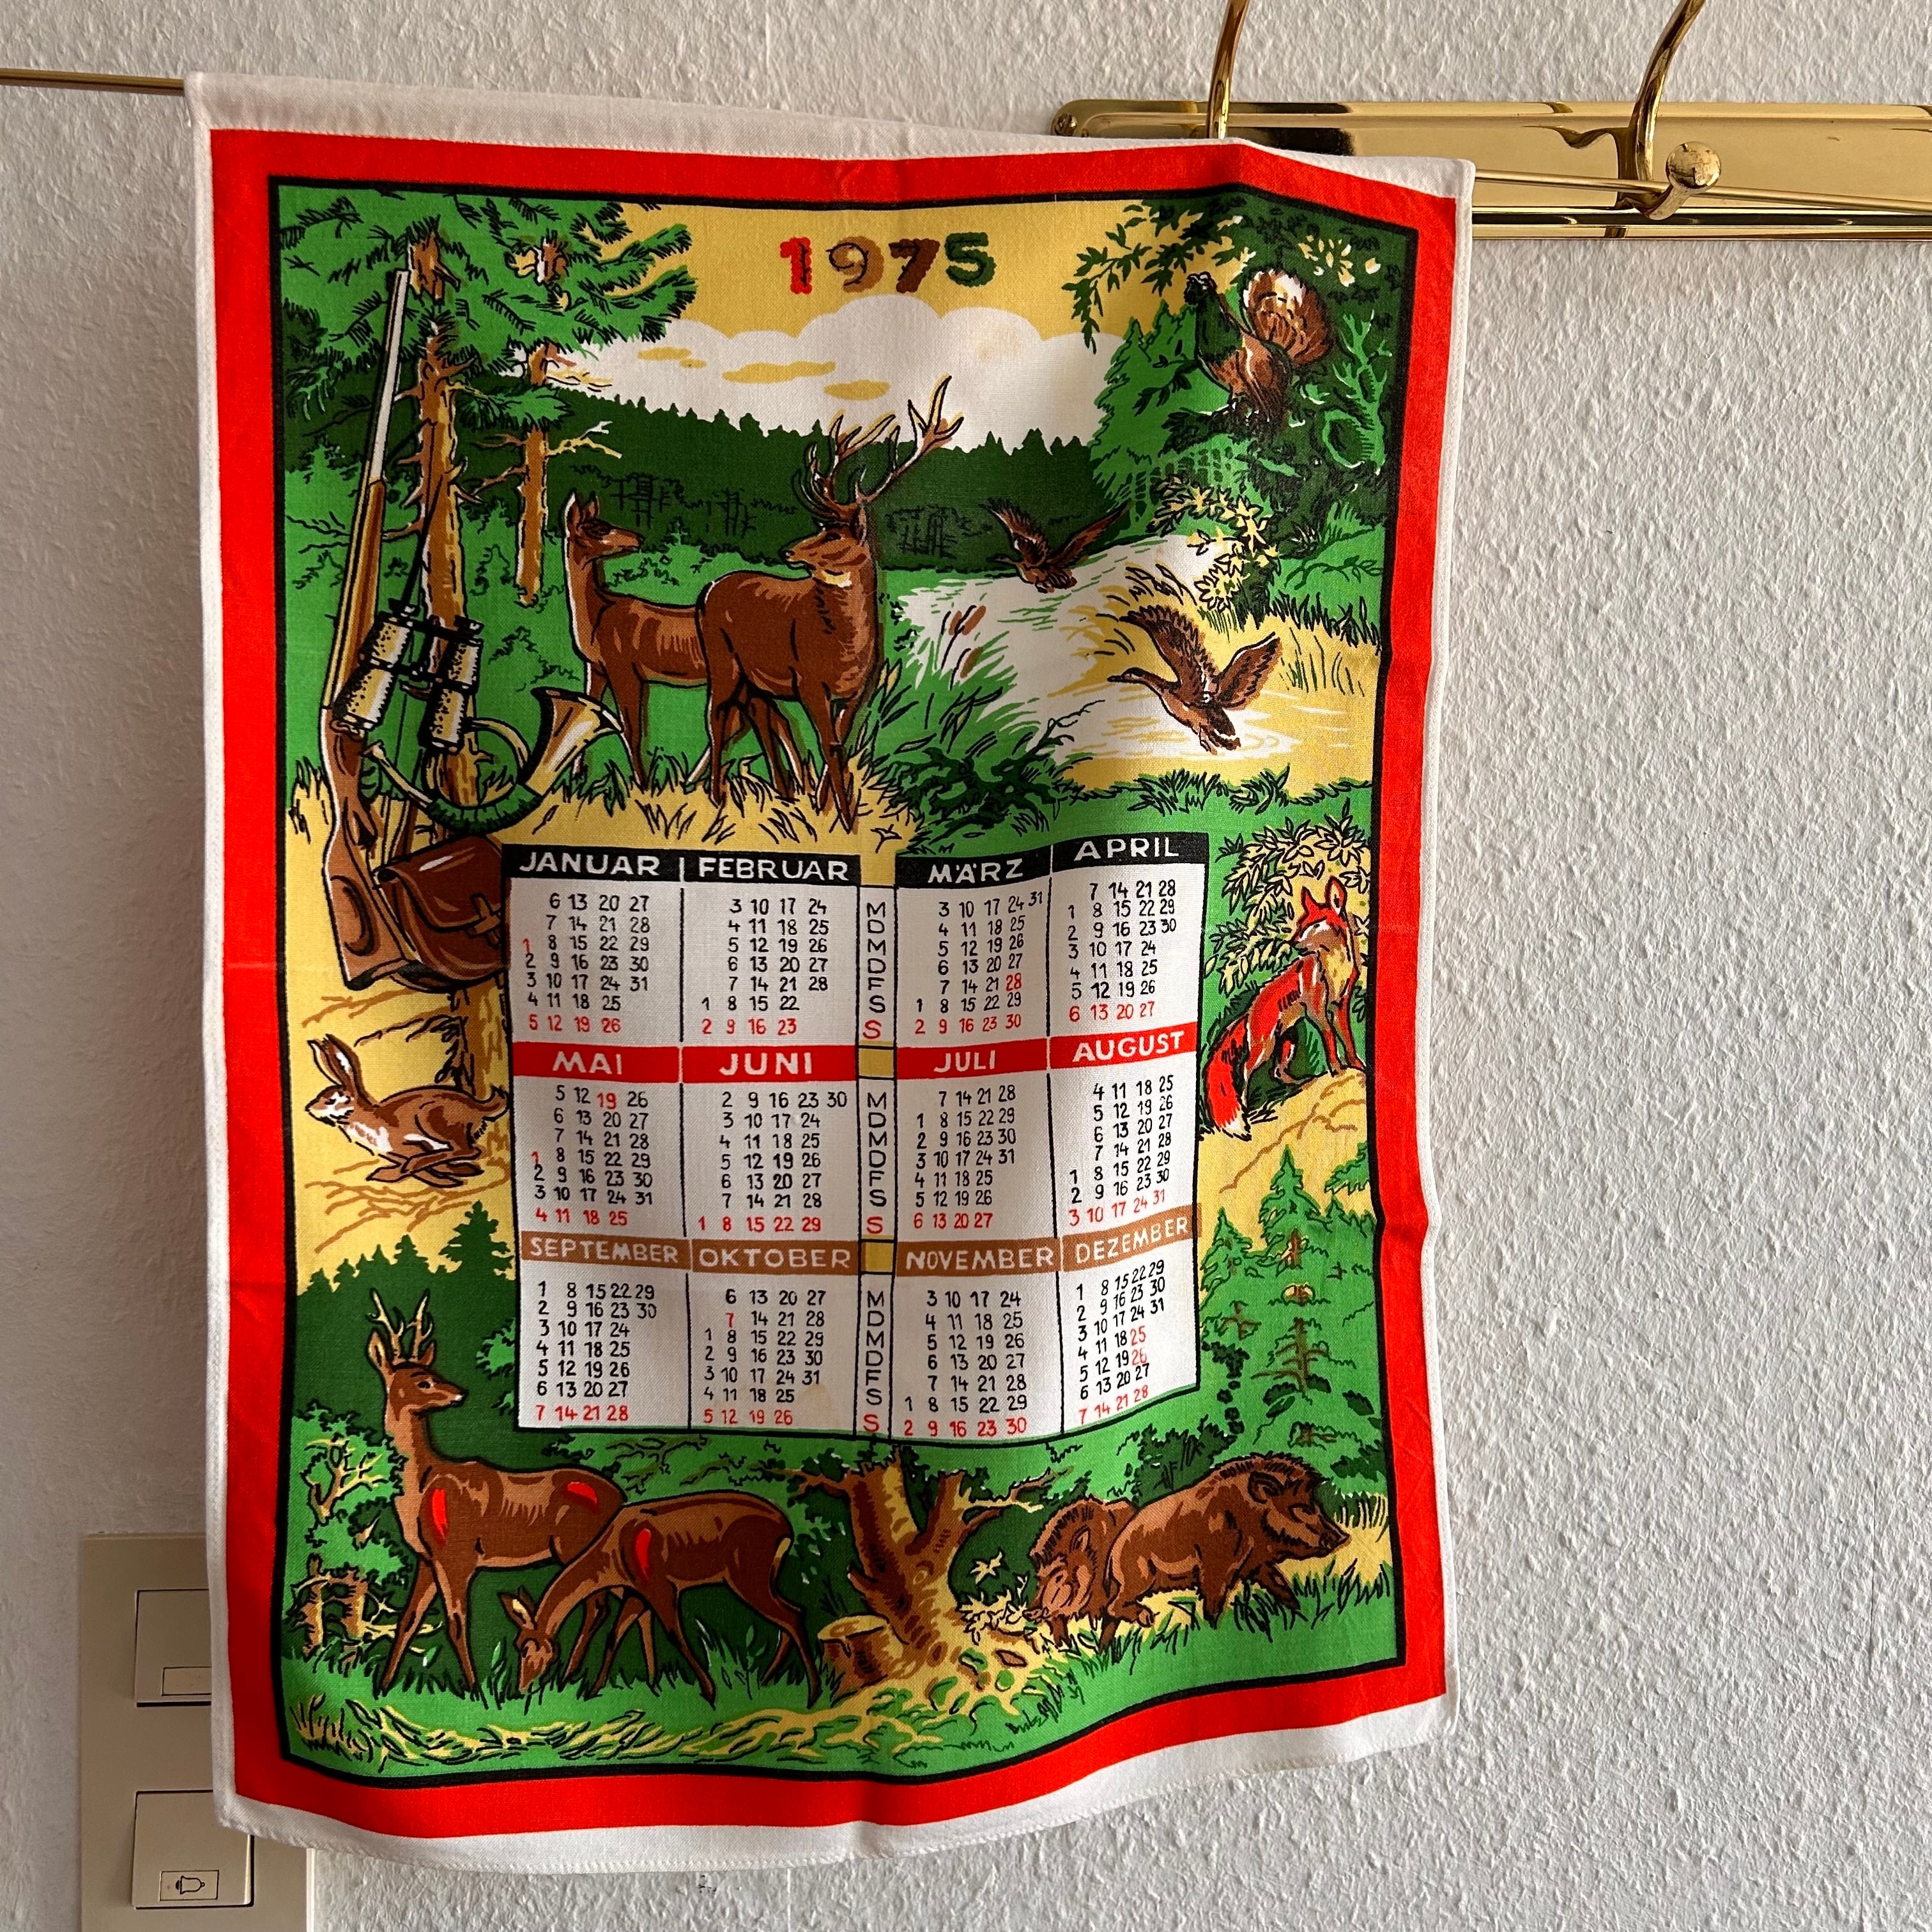 1975
JANUAR FEBRUAR MÄRZ APRIL
6 13 20 27 3 10 17 24 M 3 10 17 24 31 7 14 21 28
7 14 21 28 4 11 18 25 D 4 11 18 25 1 8 15 22 29
1 8 15 22 29 5 12 19 26 M 5 12 19 26 2 9 16 23 30
2 9 16 23 30 6 13 20 27 D 6 13 20 27 3 10 17 24
3 10 17 24 31 7 14 21 28 F 7 14 21 28 4 11 18 25
4 11 18 25 1 8 15 22 S 1 8 15 22 29 5 12 19 26
5 12 19 26 2 9 16 23 S 2 9 16 23 30 6 13 20 27
MAI JUNI JULI AUGUST
5 12 19 26 2 9 16 23 30 M 7 14 21 28 4 11 18 25
6 13 20 27 3 10 17 24 D 1 8 15 22 29 5 12 19 26
7 14 21 28 4 11 18 25 M 2 9 16 23 30 6 13 20 27
1 8 15 22 29 5 12 19 26 D 3 10 17 24 31 7 14 21 28
2 9 16 23 30 6 13 20 27 F 4 11 18 25 1 8 15 22 29
3 10 17 24 31 7 14 21 28 S 5 12 19 26 2 9 16 23 30
4 11 18 25 1 8 15 22 29 S 6 13 20 27 3 10 17 24 31
SEPTEMBER OKTOBER NOVEMBER DEZEMBER
1 8 15 22 29 6 13 20 27 M 3 10 17 24 1 8 15 22 29
2 9 16 23 30 7 14 21 28 D 4 11 18 25 2 9 16 23 30
3 10 17 24 1 8 15 22 29 M 5 12 19 26 3 10 17 24 31
4 11 18 25 2 9 16 23 30 D 6 13 20 27 4 11 18 25
5 12 19 26 3 10 17 24 31 F 7 14 21 28 5 12 19 26
6 13 20 27 4 11 18 25 S 1 8 15 22 29 6 13 20 27
7 14 21 28 5 12 19 26 S 2 9 16 23 30 7 14 21 28